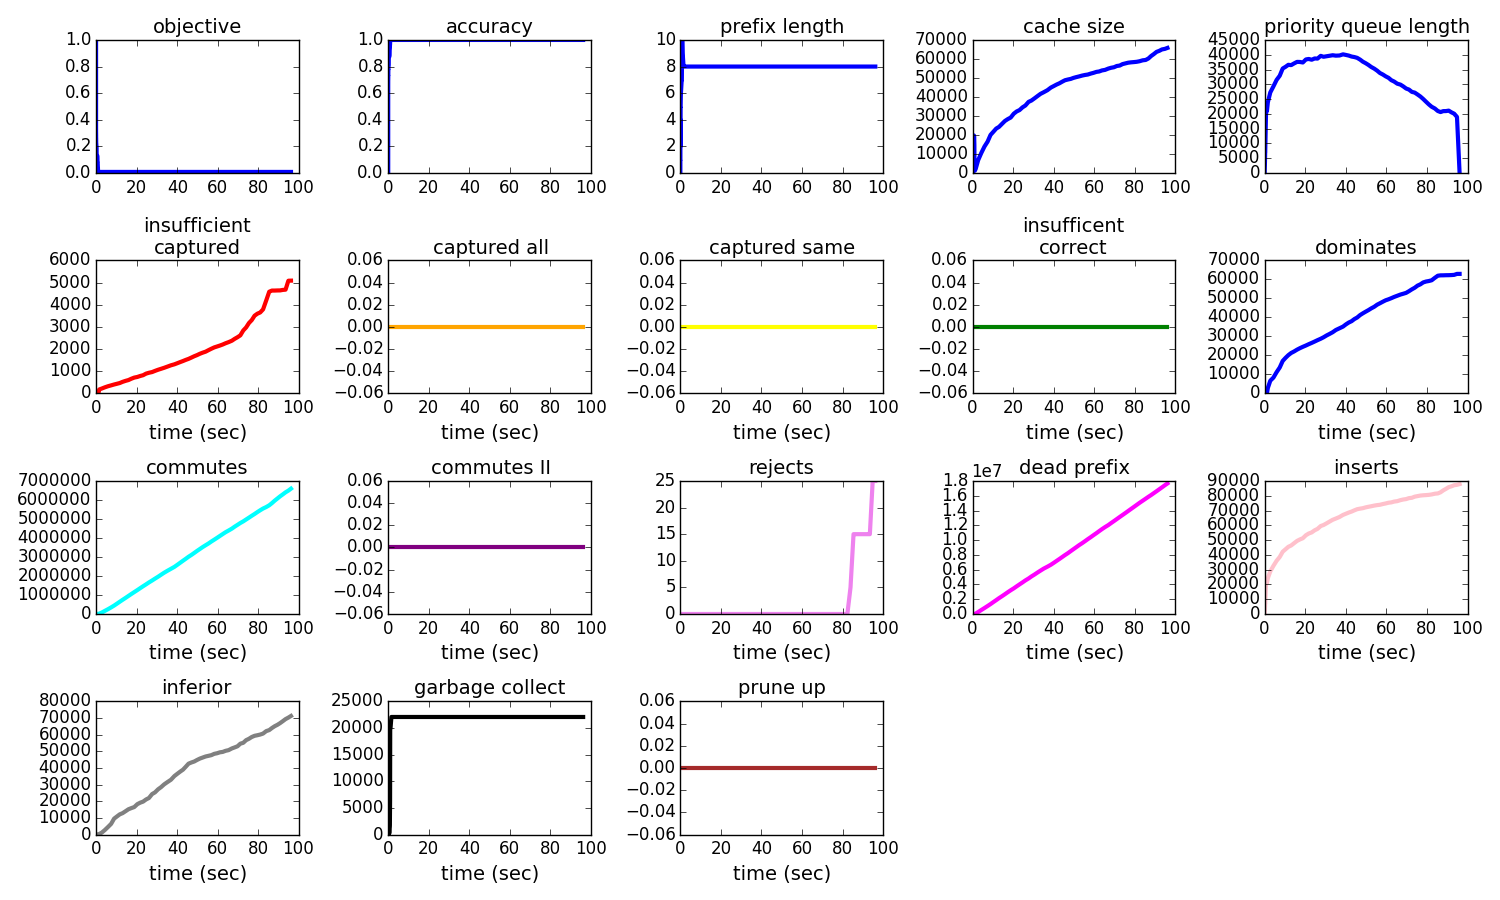 objective
1.0
0.8
0.6
0.4
0.2
0.0
0 20 40 60 80 100
accuracy
1.0
0.8
0.6
0.4
0.2
0.0
0 20 40 60 80 100
prefix length
10
8
6
4
2
0
0 20 40 60 80 100
cache size
70000
60000
50000
40000
30000
20000
10000
0
0 20 40 60 80 100
priority queue length
45000
40000
35000
30000
25000
20000
15000
10000
5000
0
0 20 40 60 80 100
insufficient
captured
6000
5000
4000
3000
2000
1000
0
0 20 40 60 80 100
time (sec)
captured all
0.06
0.04
0.02
0.00
−0.02
−0.04
−0.06
0 20 40 60 80 100
time (sec)
captured same
0.06
0.04
0.02
0.00
−0.02
−0.04
−0.06
0 20 40 60 80 100
time (sec)
insufficent
correct
0.06
0.04
0.02
0.00
−0.02
−0.04
−0.06
0 20 40 60 80 100
time (sec)
dominates
70000
60000
50000
40000
30000
20000
10000
0
0 20 40 60 80 100
time (sec)
commutes
7000000
6000000
5000000
4000000
3000000
2000000
1000000
0
0 20 40 60 80 100
time (sec)
commutes II
0.06
0.04
0.02
0.00
−0.02
−0.04
−0.06
0 20 40 60 80 100
time (sec)
rejects
25
20
15
10
5
0
0 20 40 60 80 100
time (sec)
dead prefix
1e7
1.8
1.6
1.4
1.2
1.0
0.8
0.6
0.4
0.2
0.0
0 20 40 60 80 100
time (sec)
inserts
90000
80000
70000
60000
50000
40000
30000
20000
10000
0
0 20 40 60 80 100
time (sec)
inferior
80000
70000
60000
50000
40000
30000
20000
10000
0
0 20 40 60 80 100
time (sec)
garbage collect
25000
20000
15000
10000
5000
0
0 20 40 60 80 100
time (sec)
prune up
0.06
0.04
0.02
0.00
−0.02
−0.04
−0.06
0 20 40 60 80 100
time (sec)